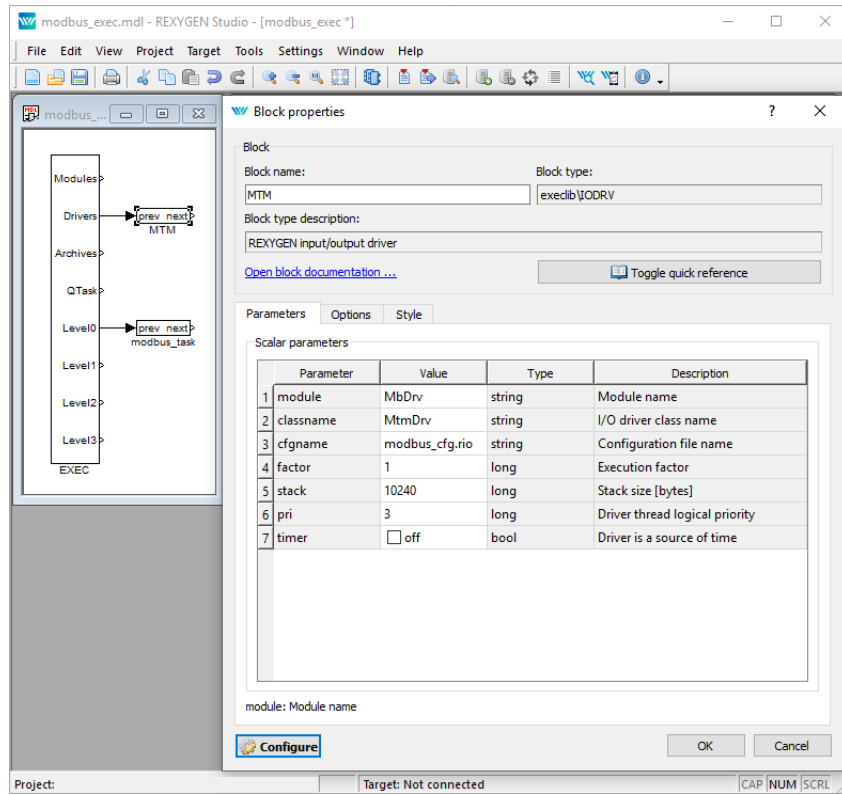 modbus_exec.mdl - REXYGEN Studio - [modbus_exec *]
File Edit View Project Target Tools Settings Window Help
modbus_...
Modules
Drivers
prev next
MTM
Archives
QTask
Level0
prev next
modbus_task
Level1
Level2
Level3
EXEC
Block properties
?
Block
Block name: Block type:
MTM execlib\IODRV
Block type description:
REXYGEN input/output driver
Open block documentation ... Toggle quick reference
Parameters Options Style
Scalar parameters
Parameter Value Type Description
1 module MbDrv string Module name
2 classname MtmDrv string I/O driver class name
3 cfgname modbus_cfg.rio string Configuration file name
4 factor 1 long Execution factor
5 stack 10240 long Stack size [bytes]
6 pri 3 long Driver thread logical priority
7 timer off bool Driver is a source of time
module: Module name
Configure OK Cancel
Project: Target: Not connected CAP NUM SCRL